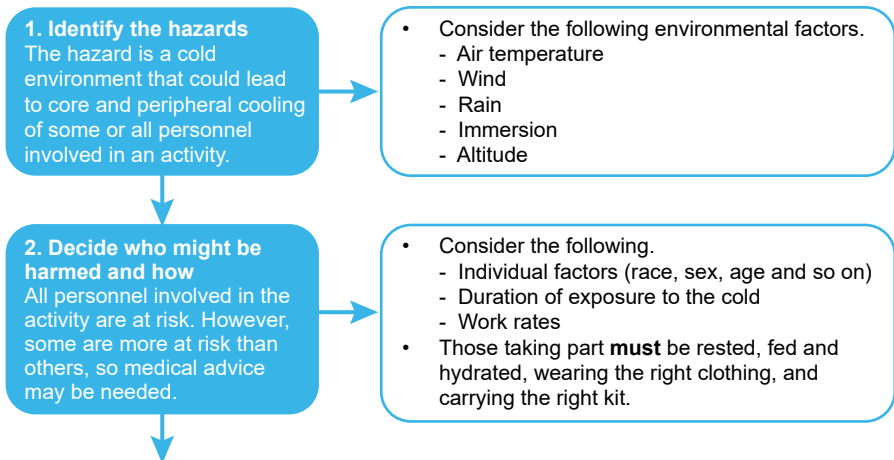 1. Identify the hazards
The hazard is a cold
environment that could lead
to core and peripheral cooling
of some or all personnel
involved in an activity.
• Consider the following environmental factors.
- Air temperature
- Wind
- Rain
- Immersion
- Altitude
2. Decide who might be
harmed and how
All personnel involved in the
activity are at risk. However,
some are more at risk than
others, so medical advice
may be needed.
• Consider the following.
- Individual factors (race, sex, age and so on)
- Duration of exposure to the cold
- Work rates
• Those taking part must be rested, fed and
hydrated, wearing the right clothing, and
carrying the right kit.